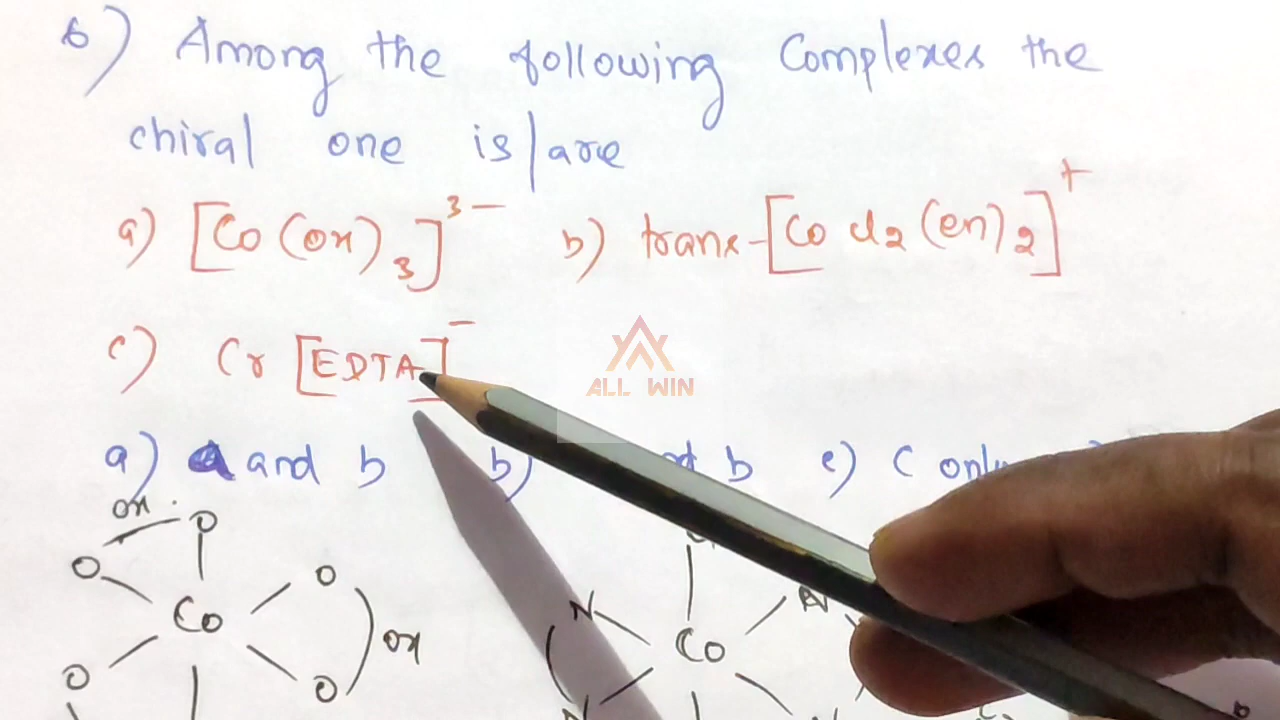 6) Among the following Complexes the
chiral one is/are
a) [Co(ox)3]3- b) trans-[Co Cl2 (en)2]+
c) Cr [EDTA]-
ALL WIN
a) a and b b) b c) C only
ox
O O
O
Co ox
O O
N N
Co